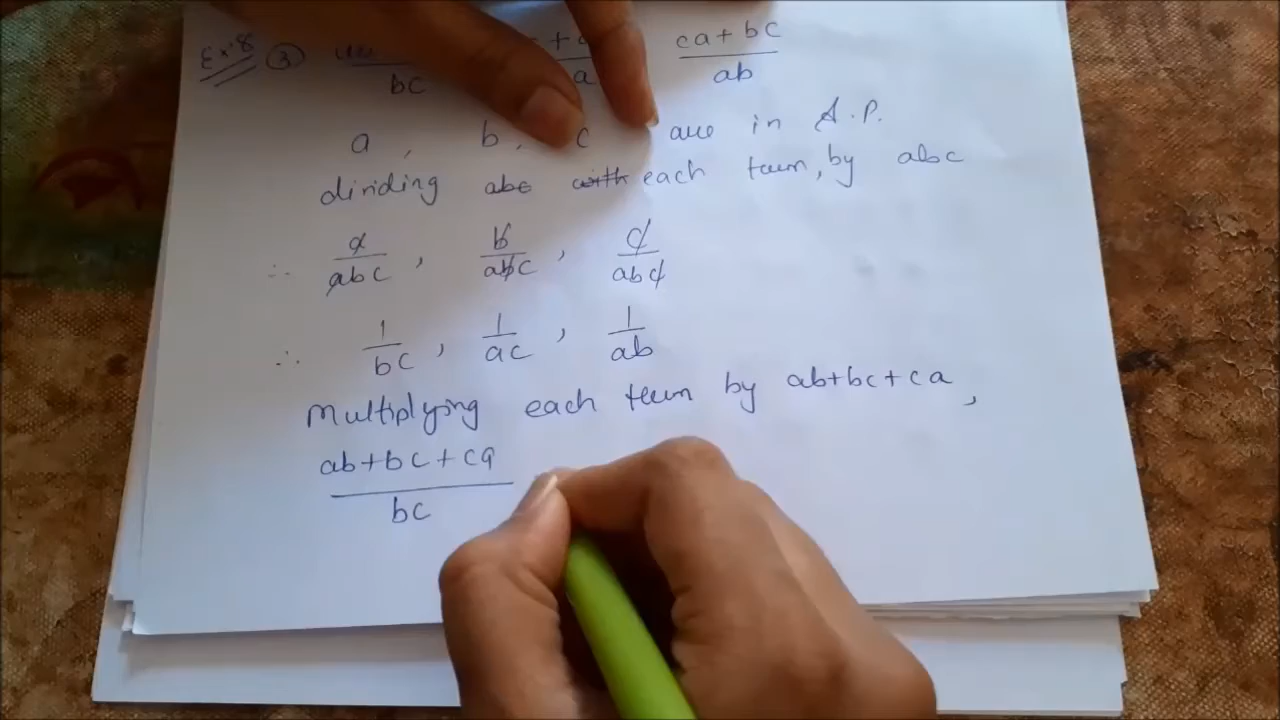 Ex.8 ③ bc + a ca+bc/ab
a, b, c are in A.P.
dividing abc with each term, by abc
∴ a/abc, b/abc, c/abc
∴ 1/bc, 1/ac, 1/ab
Multiplying each term by ab+bc+ca,
ab+bc+ca/bc